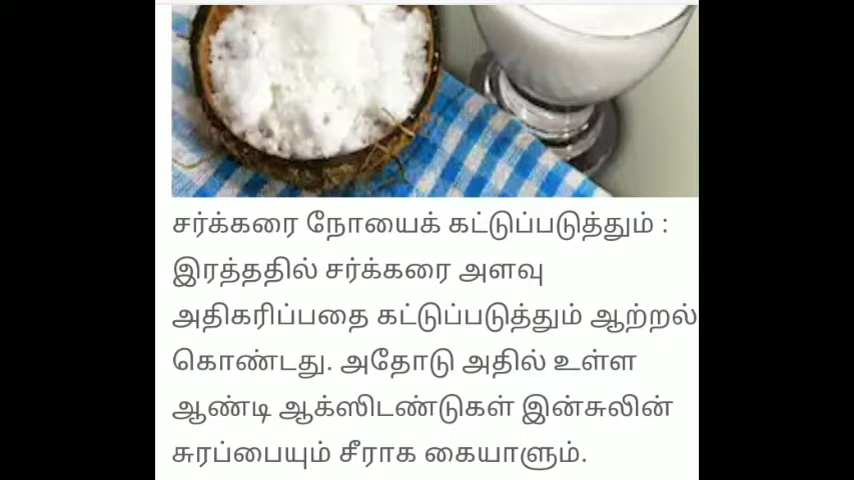 சர்க்கரை நோயைக் கட்டுப்படுத்தும் :
இரத்ததில் சர்க்கரை அளவு
அதிகரிப்பதை கட்டுப்படுத்தும் ஆற்றல்
கொண்டது. அதோடு அதில் உள்ள
ஆண்டி ஆக்ஸிடண்டுகள் இன்சுலின்
சுரப்பையும் சீராக கையாளும்.